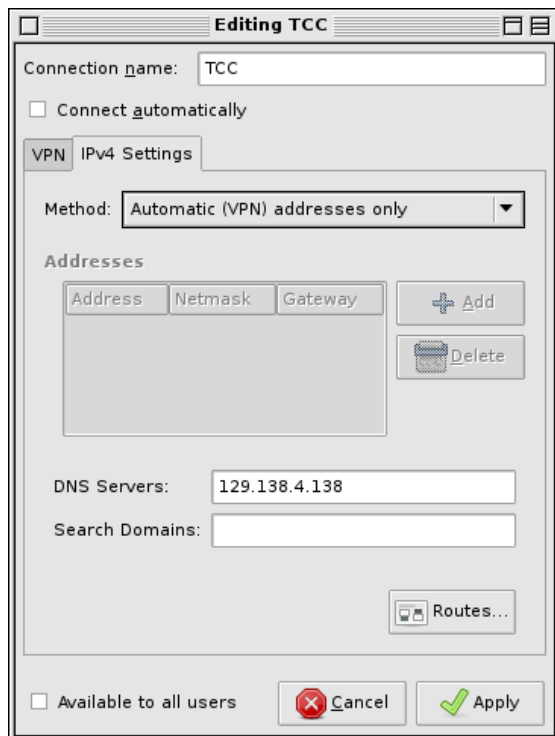 Editing TCC
Connection name: TCC
Connect automatically
VPN IPv4 Settings
Method: Automatic (VPN) addresses only
Addresses
Address Netmask Gateway
Add
Delete
DNS Servers: 129.138.4.138
Search Domains:
Routes...
Available to all users Cancel Apply